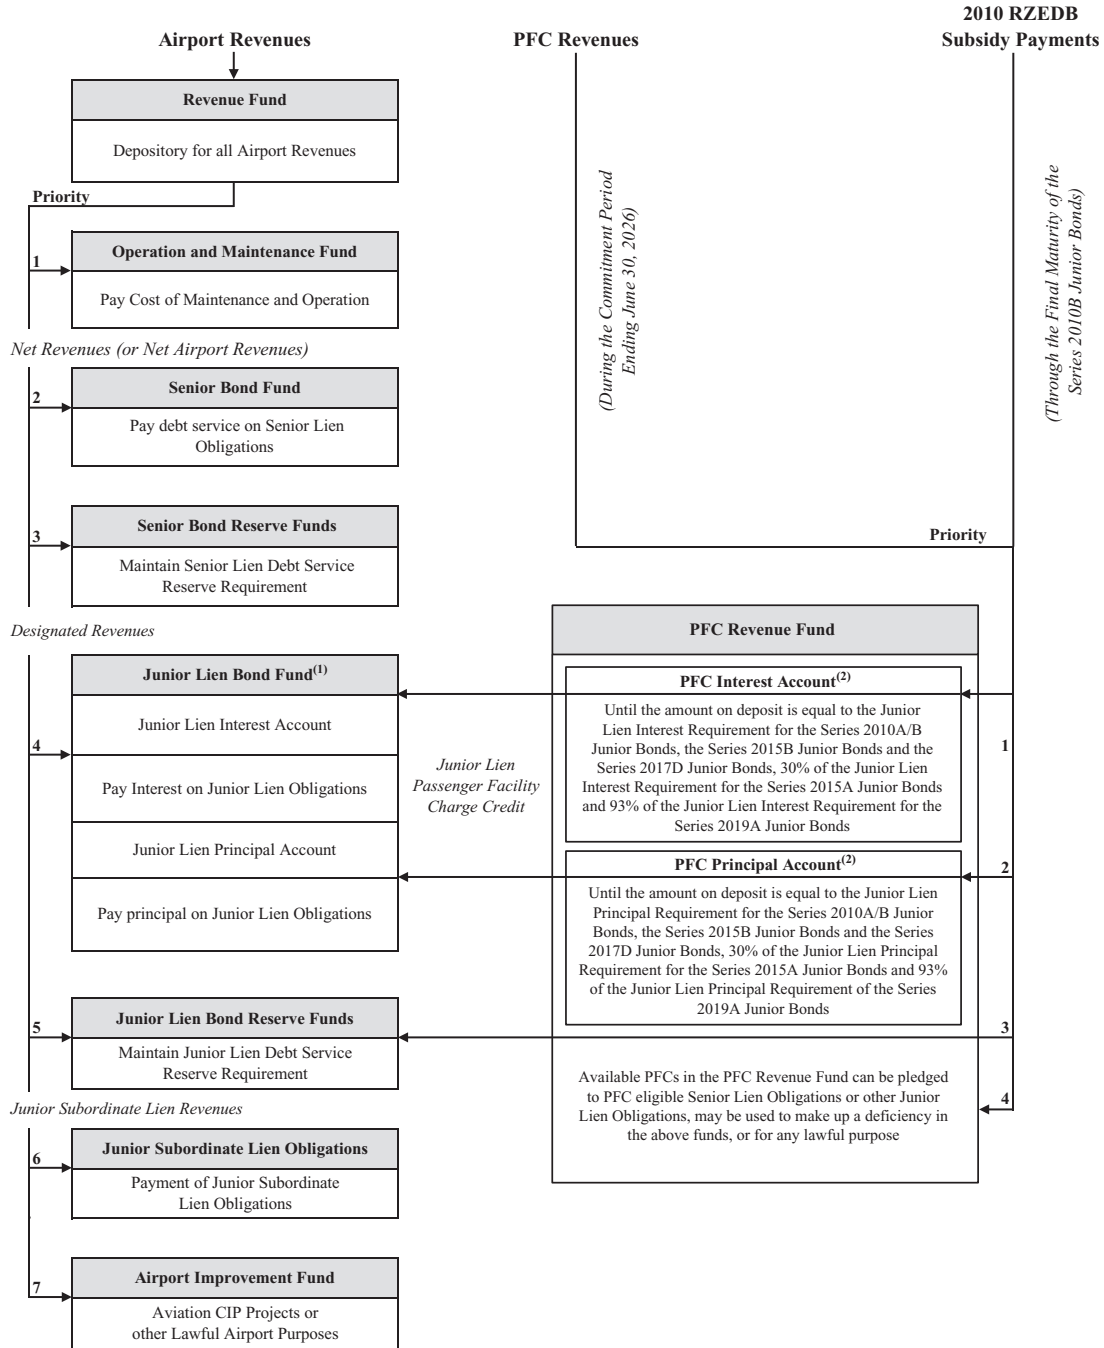 Airport Revenues
PFC Revenues
2010 RZEDB
Subsidy Payments
Revenue Fund
Depository for all Airport Revenues
Priority
1
Operation and Maintenance Fund
Pay Cost of Maintenance and Operation
Net Revenues (or Net Airport Revenues)
2
Senior Bond Fund
Pay debt service on Senior Lien
Obligations
3
Senior Bond Reserve Funds
Maintain Senior Lien Debt Service
Reserve Requirement
Designated Revenues
4
Junior Lien Bond Fund(1)
Junior Lien Interest Account
Pay Interest on Junior Lien Obligations
Junior Lien Principal Account
Pay principal on Junior Lien Obligations
5
Junior Lien Bond Reserve Funds
Maintain Junior Lien Debt Service
Reserve Requirement
Junior Subordinate Lien Revenues
6
Junior Subordinate Lien Obligations
Payment of Junior Subordinate
Lien Obligations
7
Airport Improvement Fund
Aviation CIP Projects or
other Lawful Airport Purposes
(During the Commitment Period
Ending June 30, 2026)
(Through the Final Maturity of the
Series 2010B Junior Bonds)
Priority
Junior Lien
Passenger Facility
Charge Credit
PFC Revenue Fund
PFC Interest Account(2)
Until the amount on deposit is equal to the Junior
Lien Interest Requirement for the Series 2010A/B
Junior Bonds, the Series 2015B Junior Bonds and the
Series 2017D Junior Bonds, 30% of the Junior Lien
Interest Requirement for the Series 2015A Junior Bonds
and 93% of the Junior Lien Interest Requirement for the
Series 2019A Junior Bonds
1
PFC Principal Account(2)
2
Until the amount on deposit is equal to the Junior Lien
Principal Requirement for the Series 2010A/B Junior
Bonds, the Series 2015B Junior Bonds and the Series
2017D Junior Bonds, 30% of the Junior Lien Principal
Requirement for the Series 2015A Junior Bonds and 93%
of the Junior Lien Principal Requirement of the Series
2019A Junior Bonds
3
Available PFCs in the PFC Revenue Fund can be pledged
to PFC eligible Senior Lien Obligations or other Junior
Lien Obligations, may be used to make up a deficiency in
the above funds, or for any lawful purpose
4